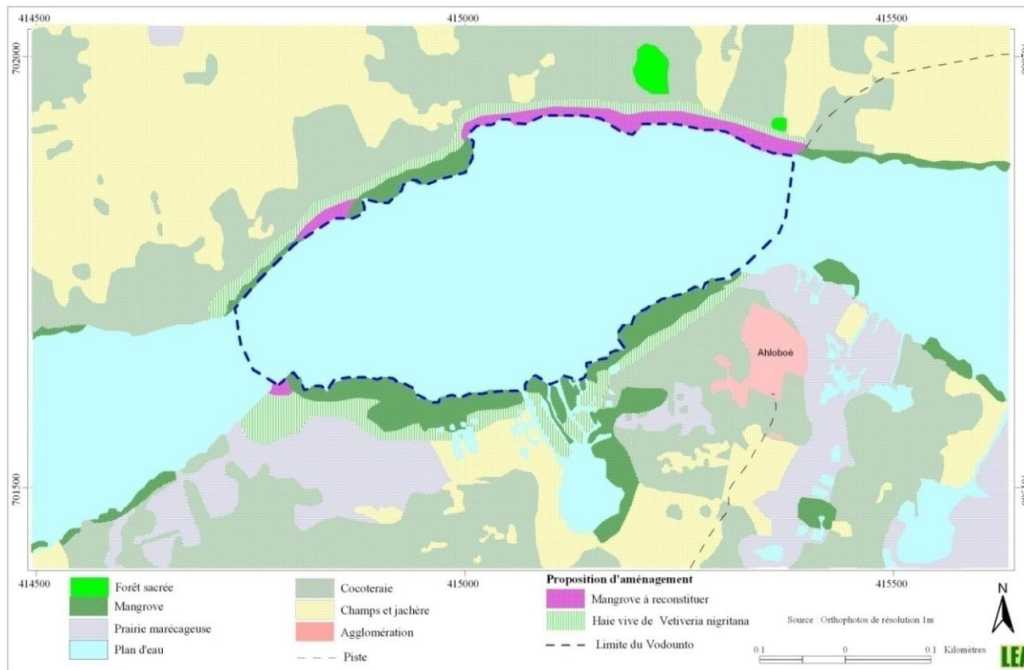 414500 415000 415500
702000
Ahloboè
701500
414500 415000 415500
Forêt sacrée
Mangrove
Prairie marécageuse
Plan d'eau
Cocoteraie
Champs et jachère
Agglomération
Piste
Proposition d'aménagement
Mangrove à reconstituer
Haie vive de Vetiveria nigritana
Limite du Vodounto
Source : Orthophotos de résolution 1m
N
0.1 0 0.1 Kilomètres